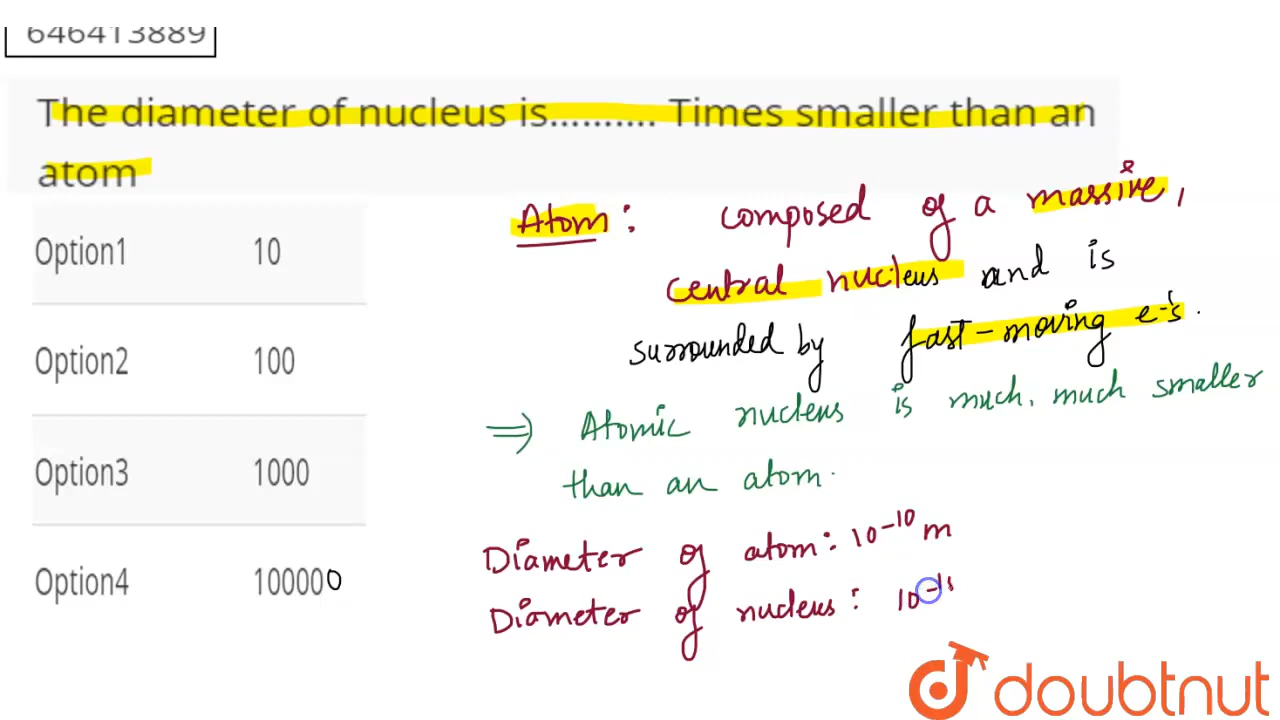 646413889
The diameter of nucleus is.......... Times smaller than an
atom
Atom: composed of a massive,
central nucleus and is
surrounded by fast-moving e-'s.
⇒ Atomic nucleus is much, much smaller
than an atom.
Option1 10
Option2 100
Option3 1000
Option4 100000
Diameter of atom: 10⁻¹⁰ m
Diameter of nucleus:
doubtnut